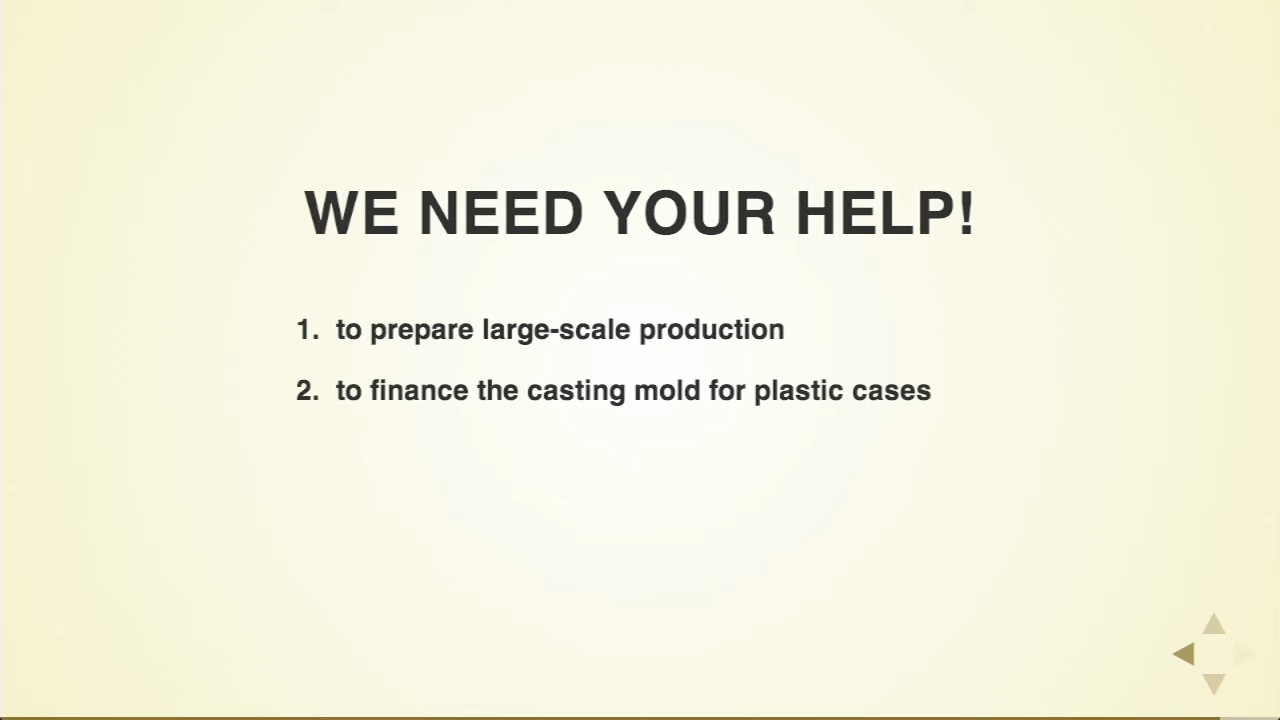 WE NEED YOUR HELP!
1. to prepare large-scale production
2. to finance the casting mold for plastic cases